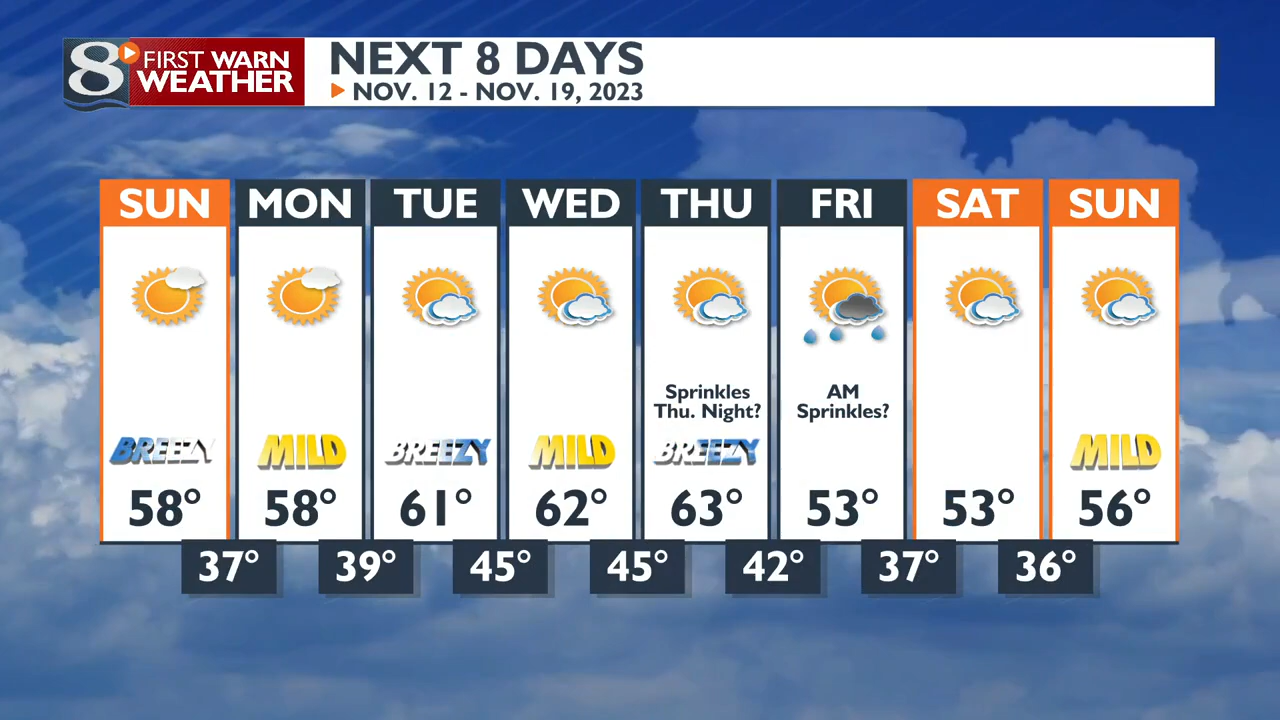 8
FIRST WARN
WEATHER
NEXT 8 DAYS
NOV. 12 - NOV. 19, 2023
SUN
MON
TUE
WED
THU
FRI
SAT
SUN
Sprinkles
Thu. Night?
AM
Sprinkles?
BREEZY
MILD
BREEZY
MILD
BREEZY
MILD
58°
58°
61°
62°
63°
53°
53°
56°
37°
39°
45°
45°
42°
37°
36°